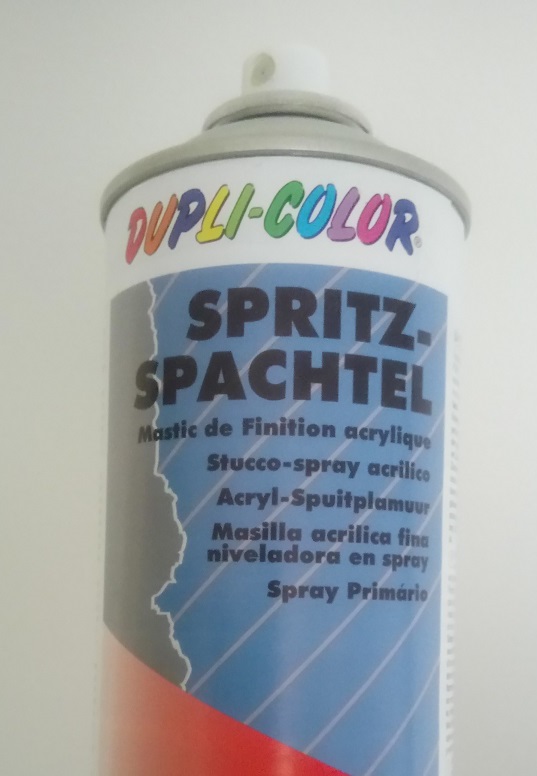 DUPLI-COLOR®
SPRITZ-
SPACHTEL
Mastic de Finition acrylique
Stucco-spray acrilico
Acryl-Spuitplamuur
Masilla acrilica fina
niveladora en spray
Spray Primário